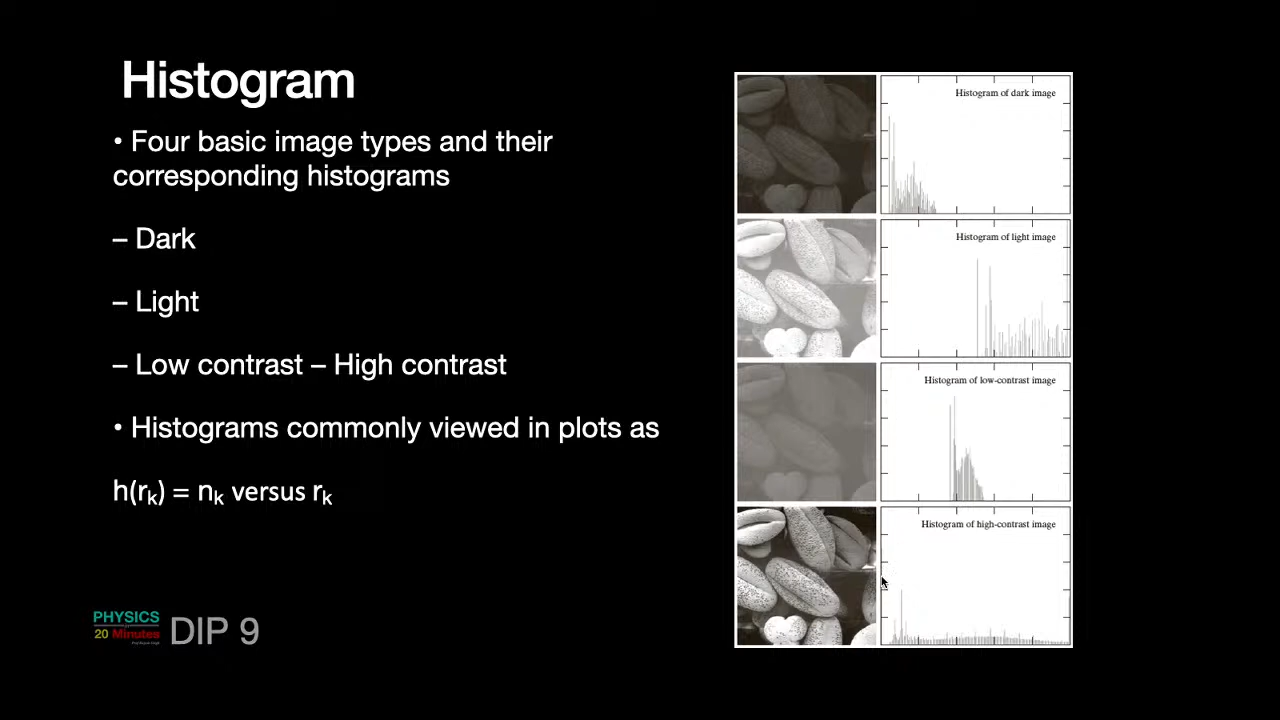 Histogram
• Four basic image types and their
corresponding histograms
– Dark
– Light
– Low contrast – High contrast
• Histograms commonly viewed in plots as
h(rₖ) = nₖ versus rₖ
Histogram of dark image
Histogram of light image
Histogram of low-contrast image
Histogram of high-contrast image
PHYSICS
20 Minutes
DIP 9